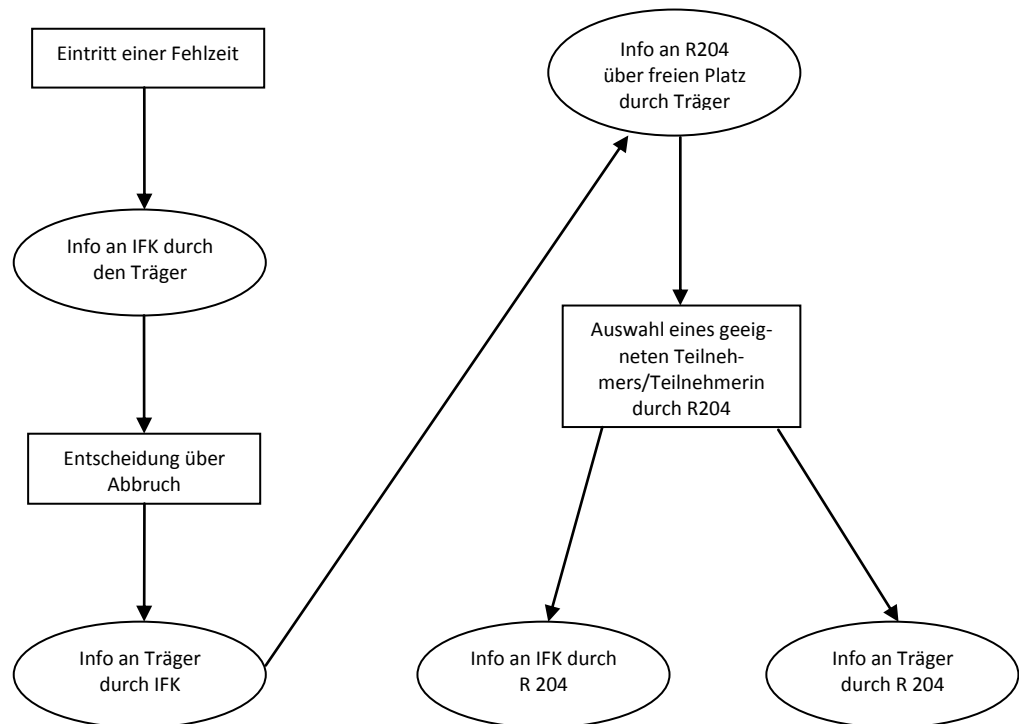 Eintritt einer Fehlzeit
Info an IFK durch
den Träger
Entscheidung über
Abbruch
Info an Träger
durch IFK
Info an R204
über freien Platz
durch Träger
Auswahl eines geeig-
neten Teilneh-
mers/Teilnehmerin
durch R204
Info an IFK durch
R 204
Info an Träger
durch R 204